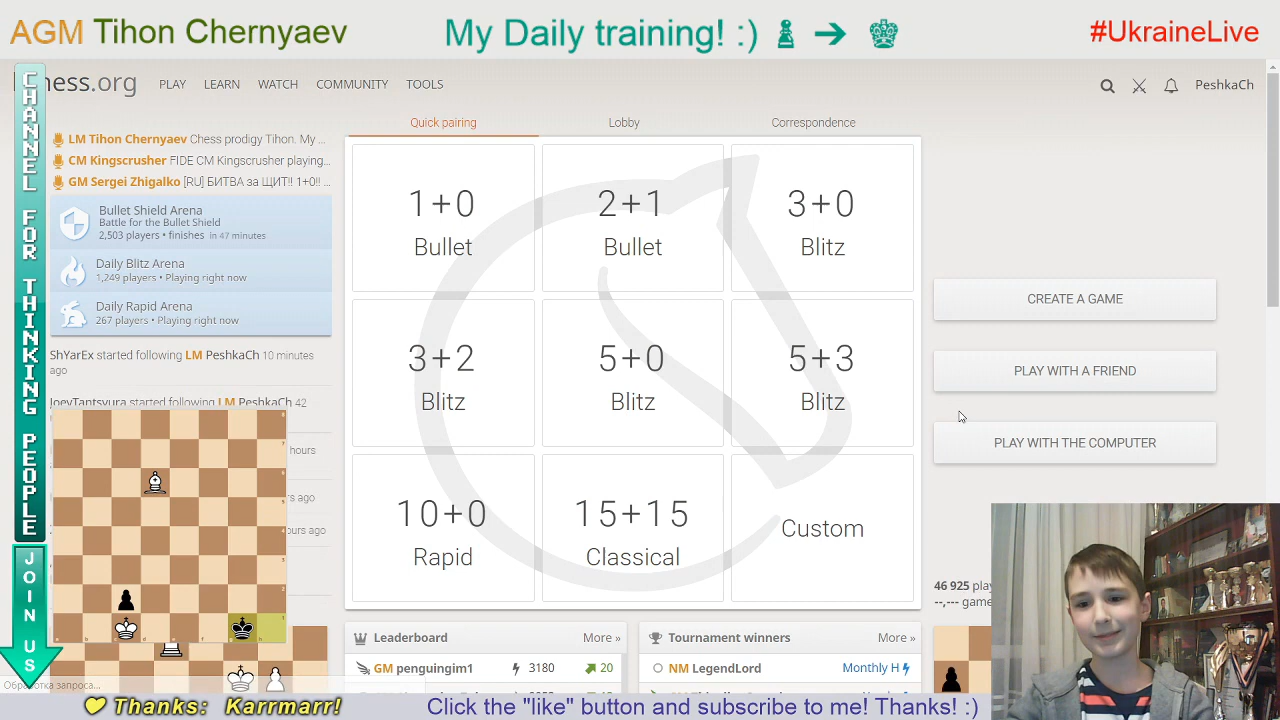 AGM Tihon Chernyaev
My Daily training! :)
#UkraineLive
CHANNEL FOR THINKING PEOPLE
JOIN US
hess.org
PLAY
LEARN
WATCH
COMMUNITY
TOOLS
PeshkaCh
LM Tihon Chernyaev Chess prodigy Tihon. My ...
CM Kingscrusher FIDE CM Kingscrusher playing...
GM Sergei Zhigalko [RU] БИТВА за ЩИТ!! 1+0!! ...
Bullet Shield Arena
Battle for the Bullet Shield
2,503 players • finishes in 47 minutes
Daily Blitz Arena
1,249 players • Playing right now
Daily Rapid Arena
267 players • Playing right now
ShYarEx started following LM PeshkaCh 10 minutes
ago
JoeyTantsyura started following LM PeshkaCh 42
hours
s ago
ours ago
Quick pairing
Lobby
Correspondence
1+0
Bullet
2+1
Bullet
3+0
Blitz
3+2
Blitz
5+0
Blitz
5+3
Blitz
10+0
Rapid
15+15
Classical
Custom
CREATE A GAME
PLAY WITH A FRIEND
PLAY WITH THE COMPUTER
46 925 play
--,--- game
Leaderboard
More »
GM penguingim1
3180
20
Tournament winners
More »
NM LegendLord
Monthly H
Обработка запроса...
Thanks: Karrmarr!
Click the "like" button and subscribe to me! Thanks! :)